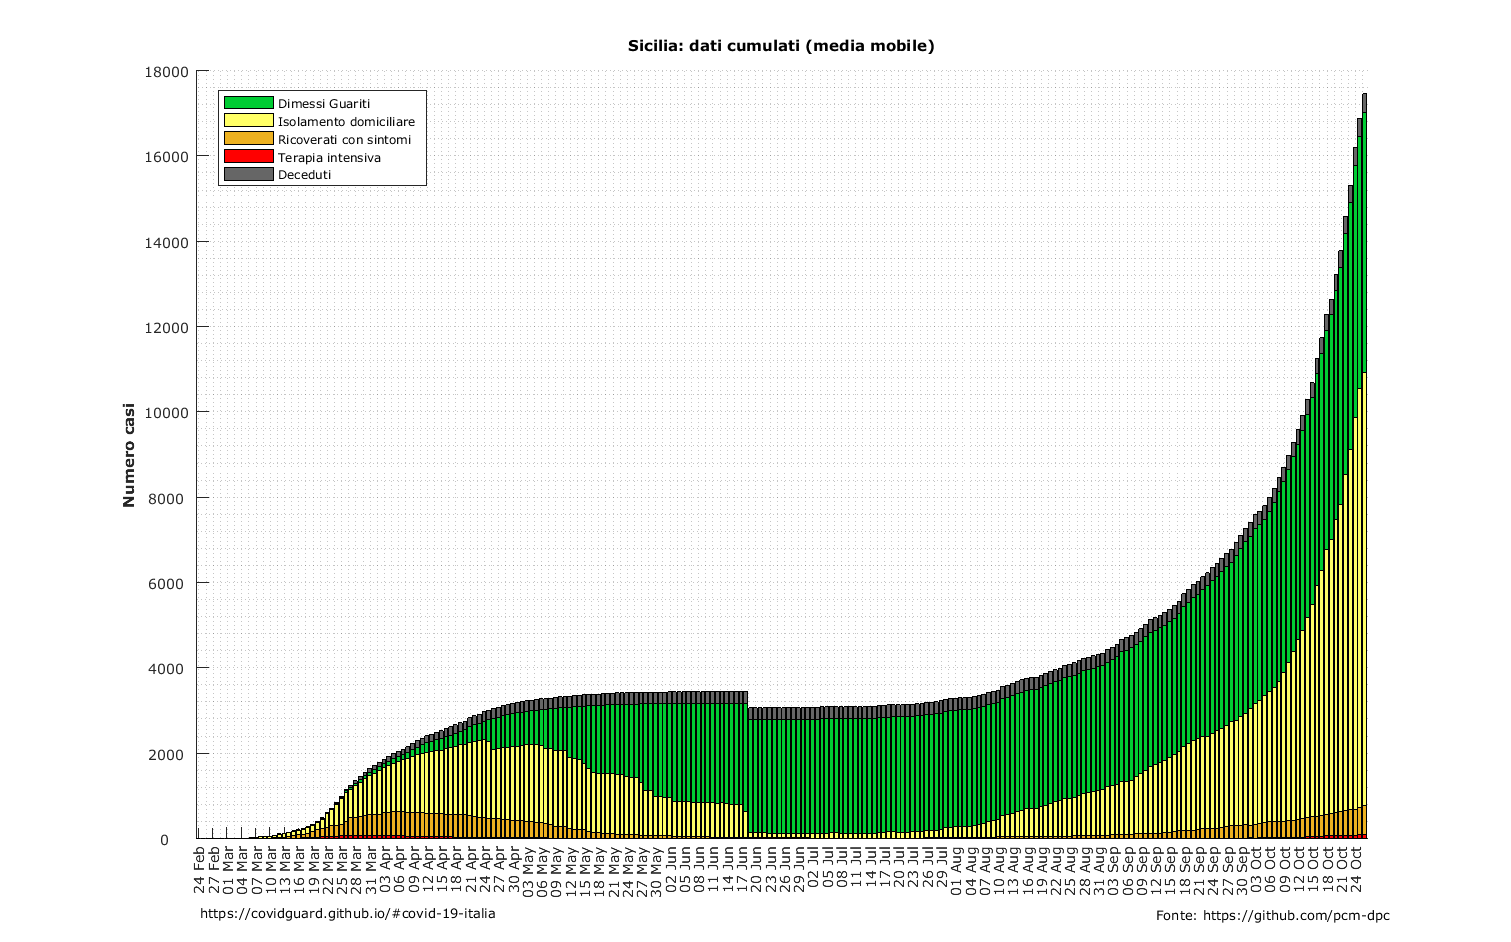 Sicilia: dati cumulati (media mobile)
18000
16000
14000
12000
10000
8000
6000
4000
2000
0
Numero casi
Dimessi Guariti
Isolamento domiciliare
Ricoverati con sintomi
Terapia intensiva
Deceduti
24 Feb
27 Feb
01 Mar
04 Mar
07 Mar
10 Mar
13 Mar
16 Mar
19 Mar
22 Mar
25 Mar
28 Mar
31 Mar
03 Apr
06 Apr
09 Apr
12 Apr
15 Apr
18 Apr
21 Apr
24 Apr
27 Apr
30 Apr
03 May
06 May
09 May
12 May
15 May
18 May
21 May
24 May
27 May
30 May
02 Jun
05 Jun
08 Jun
11 Jun
14 Jun
17 Jun
20 Jun
23 Jun
26 Jun
29 Jun
02 Jul
05 Jul
08 Jul
11 Jul
14 Jul
17 Jul
20 Jul
23 Jul
26 Jul
29 Jul
01 Aug
04 Aug
07 Aug
10 Aug
13 Aug
16 Aug
19 Aug
22 Aug
25 Aug
28 Aug
31 Aug
03 Sep
06 Sep
09 Sep
12 Sep
15 Sep
18 Sep
21 Sep
24 Sep
27 Sep
30 Sep
03 Oct
06 Oct
09 Oct
12 Oct
15 Oct
18 Oct
21 Oct
24 Oct
https://covidguard.github.io/#covid-19-italia
Fonte: https://github.com/pcm-dpc